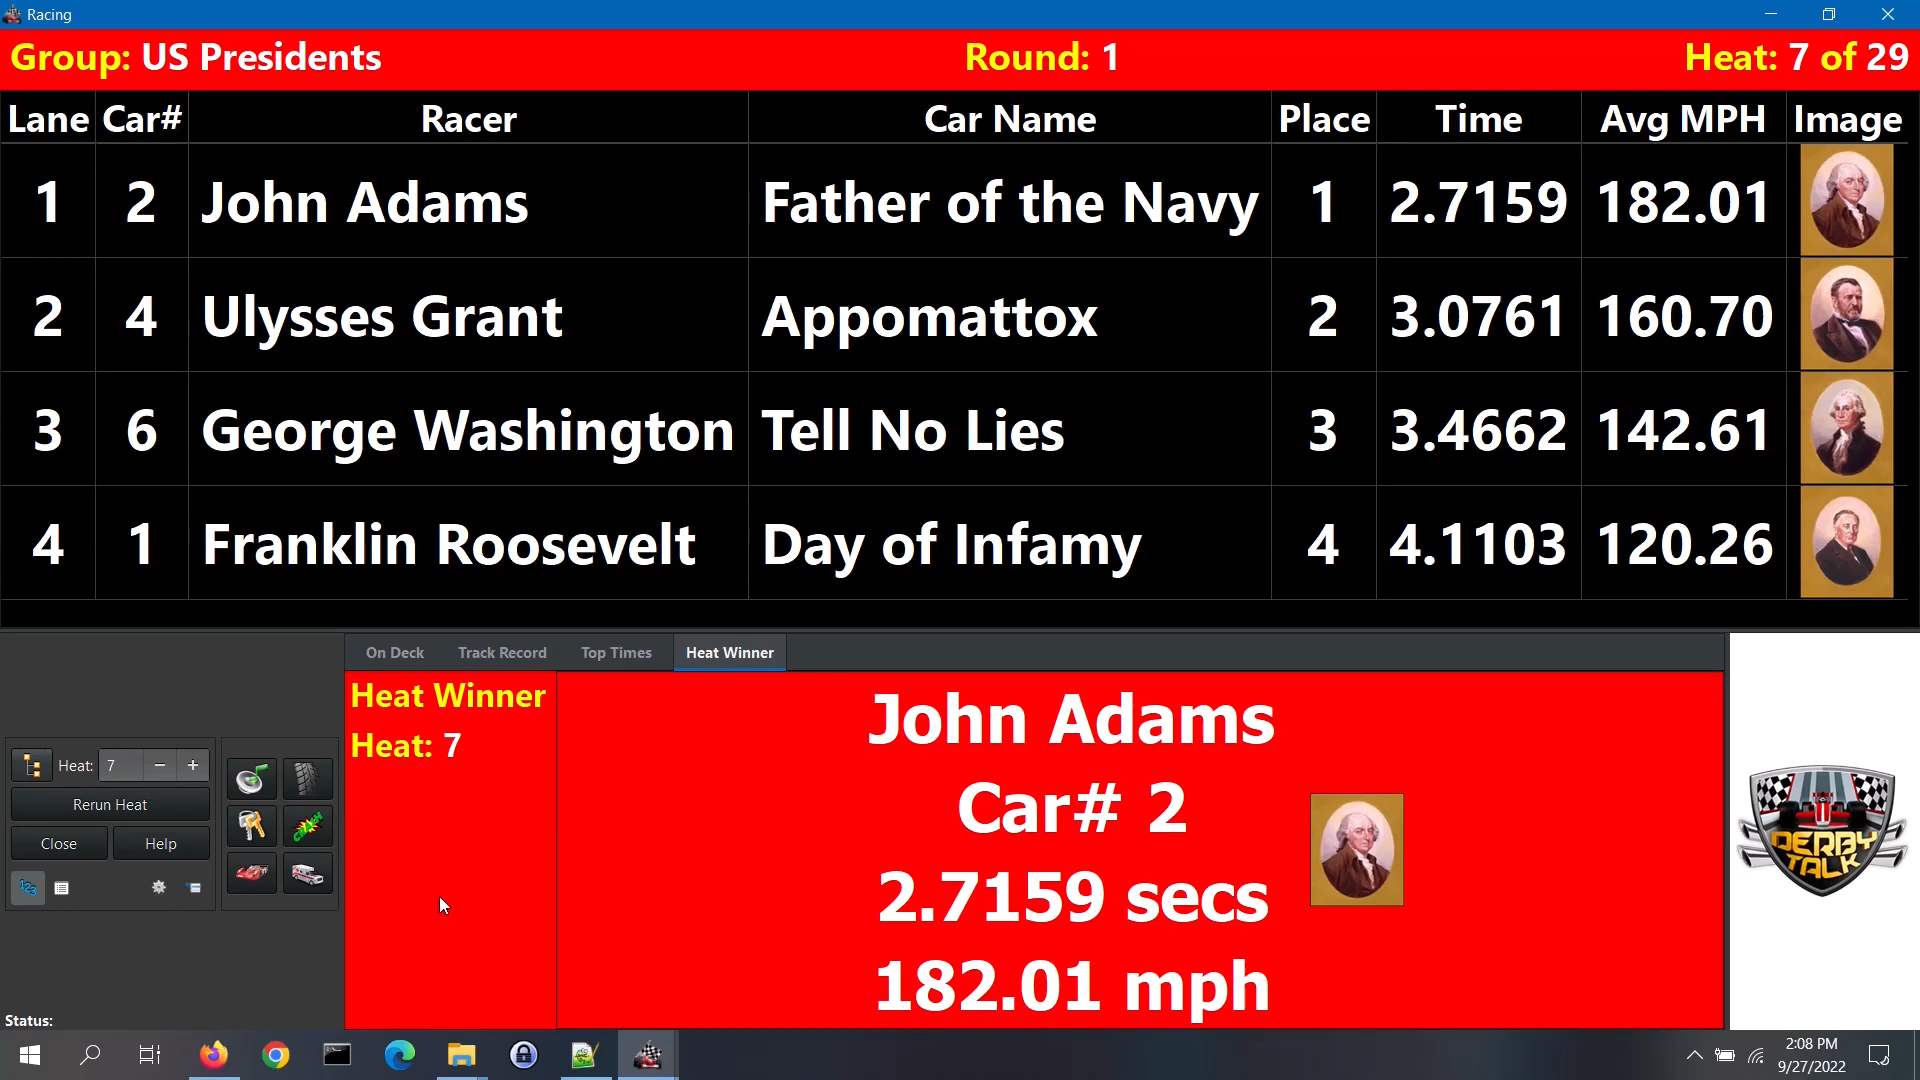 Racing
Group: US Presidents Round: 1 Heat: 7 of 29
Lane Car# Racer Car Name Place Time Avg MPH Image
1 2 John Adams Father of the Navy 1 2.7159 182.01
2 4 Ulysses Grant Appomattox 2 3.0761 160.70
3 6 George Washington Tell No Lies 3 3.4662 142.61
4 1 Franklin Roosevelt Day of Infamy 4 4.1103 120.26
On Deck Track Record Top Times Heat Winner
Heat Winner
Heat: 7
John Adams
Car# 2
2.7159 secs
182.01 mph
Heat: 7 − +
Rerun Heat
Close Help
123
CRASH
DERBY
TALK
Status:
2:08 PM
9/27/2022